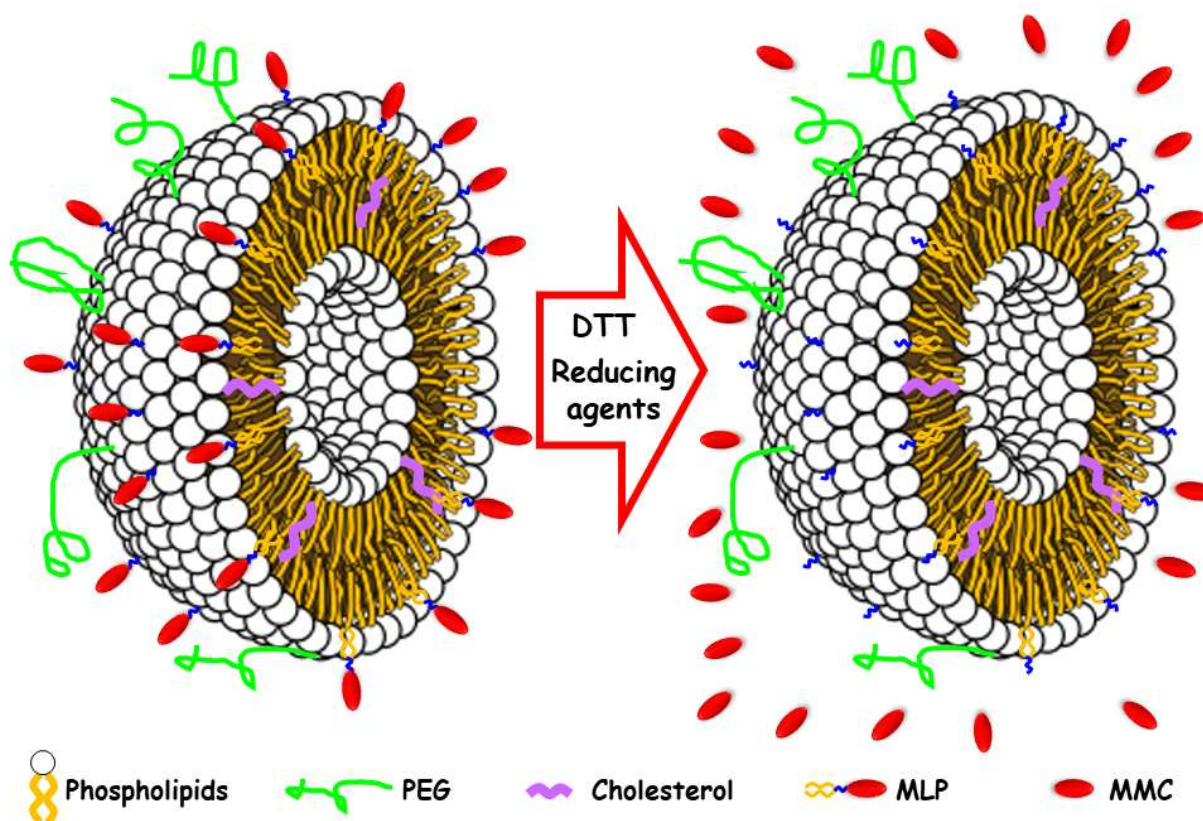 DTT
Reducing
agents
Phospholipids
PEG
Cholesterol
MLP
MMC